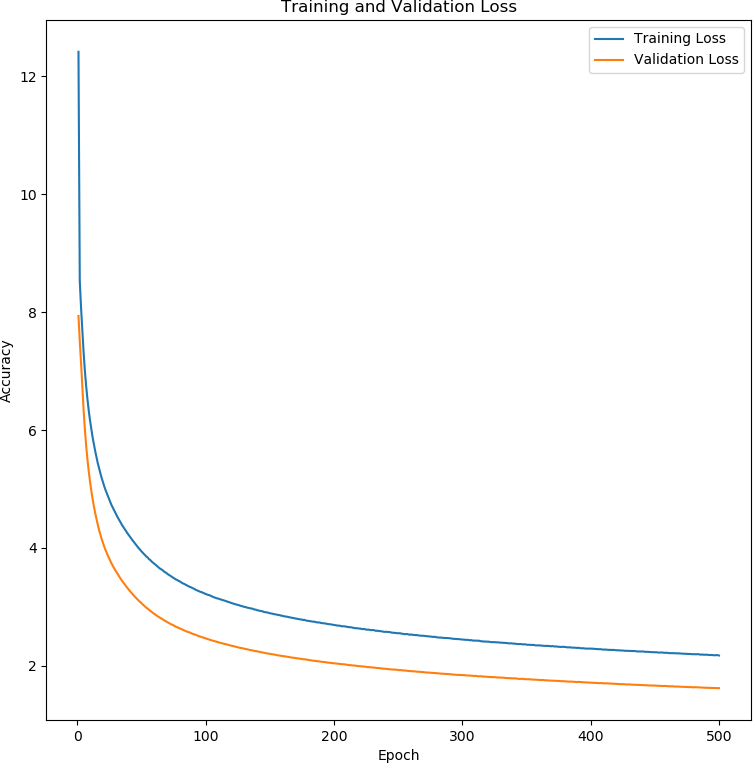 Training and Validation Loss
Training Loss
Validation Loss
12
10
8
6
4
2
Accuracy
0 100 200 300 400 500
Epoch